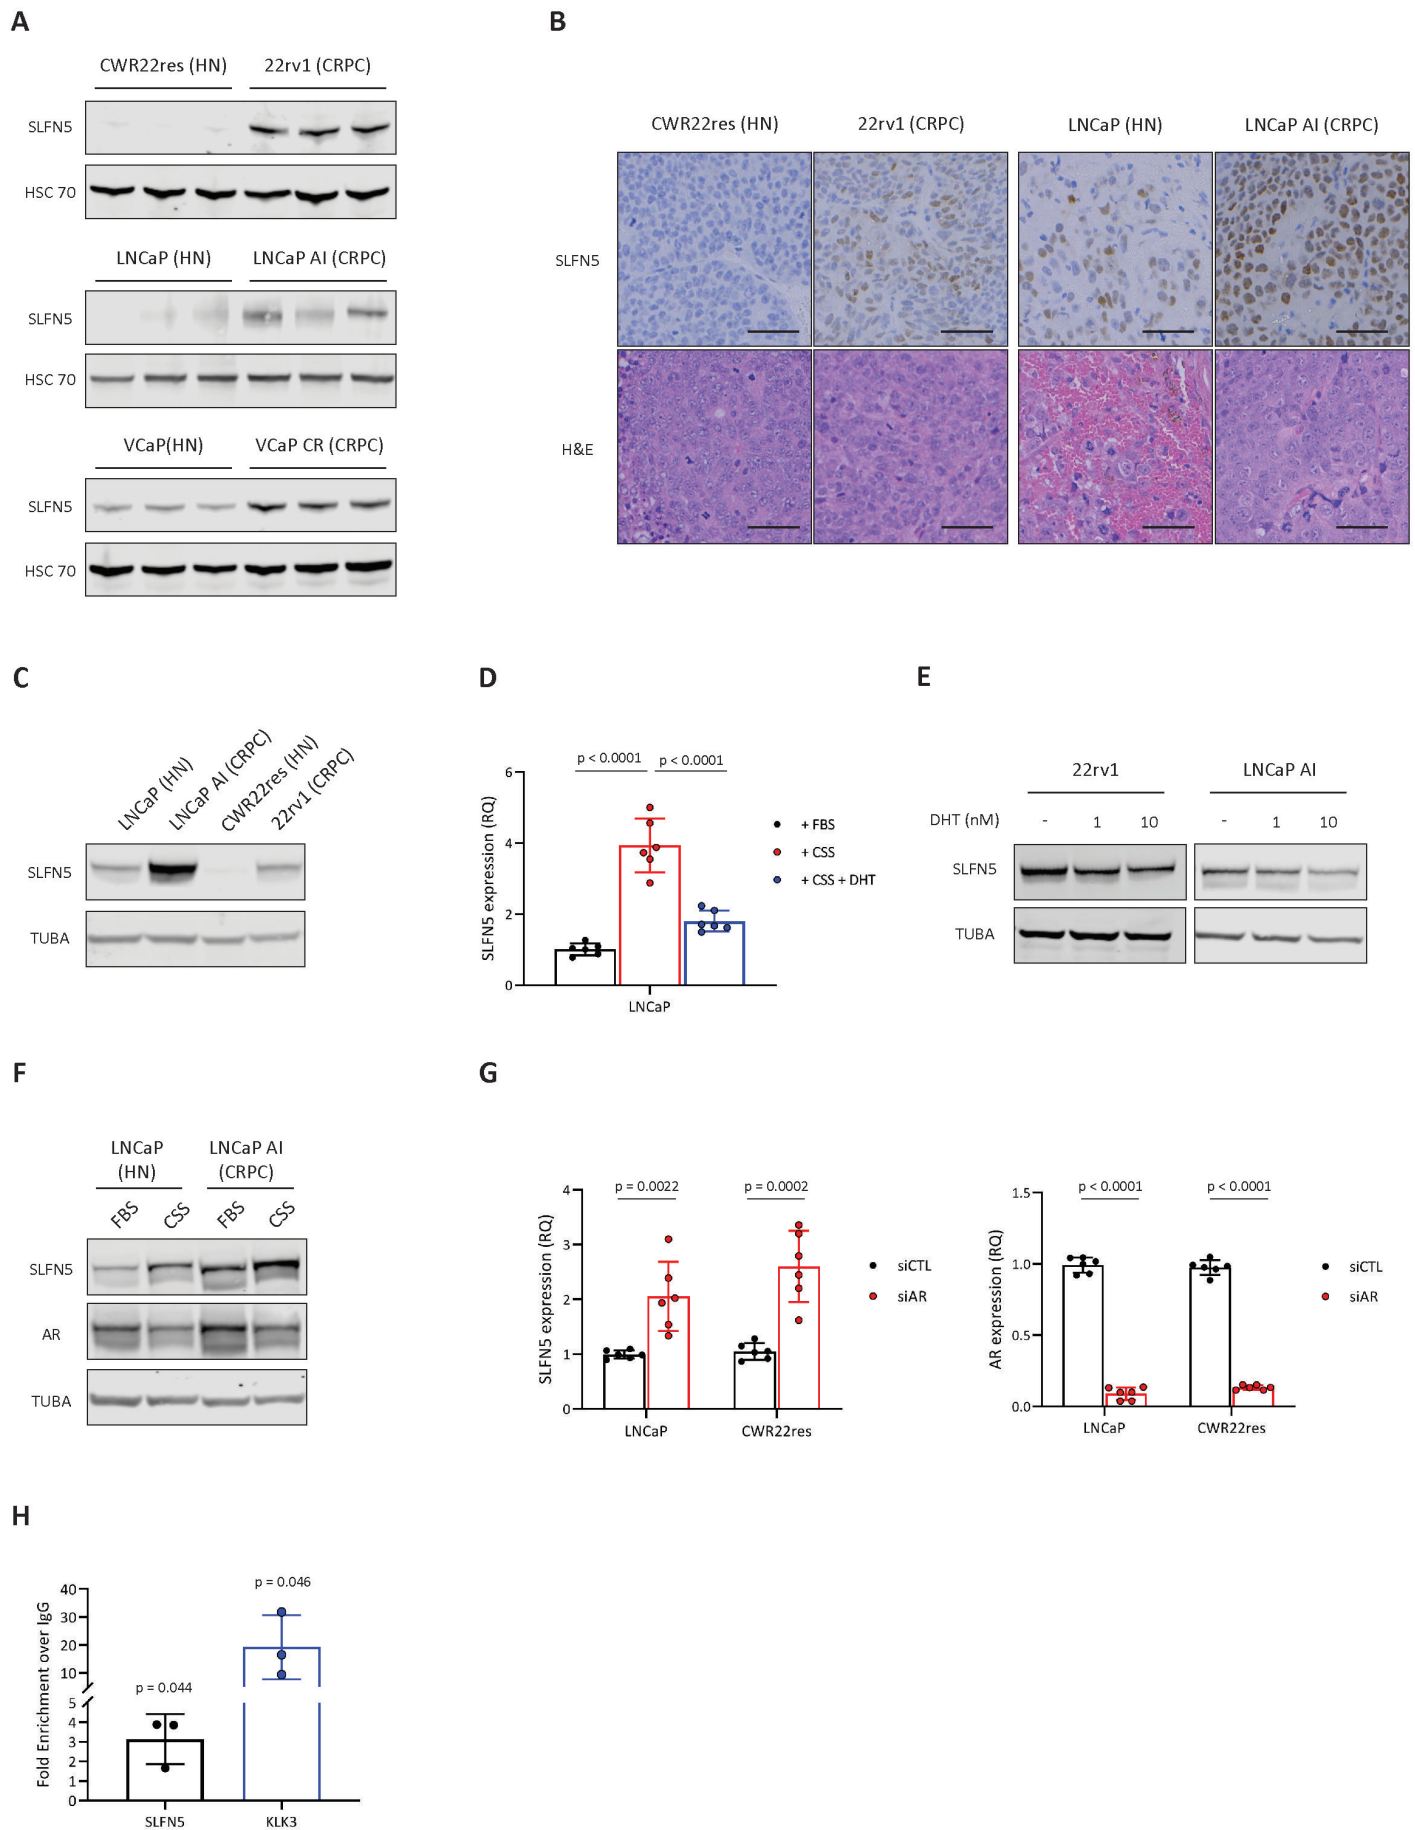 A
CWR22res (HN) 22rv1 (CRPC)
SLFN5
HSC 70
LNCaP (HN) LNCaP AI (CRPC)
SLFN5
HSC 70
VCaP(HN) VCaP CR (CRPC)
SLFN5
HSC 70
B
CWR22res (HN) 22rv1 (CRPC) LNCaP (HN) LNCaP AI (CRPC)
SLFN5
H&E
C
LNCaP (HN)
LNCaP AI (CRPC)
CWR22res (HN)
22rv1 (CRPC)
SLFN5
TUBA
D
p < 0.0001 p < 0.0001
SLFN5 expression (RQ)
6
4
2
0
LNCaP
+ FBS
+ CSS
+ CSS + DHT
E
22rv1 LNCaP AI
DHT (nM) - 1 10 - 1 10
SLFN5
TUBA
F
LNCaP (HN)
LNCaP AI (CRPC)
FBS CSS FBS CSS
SLFN5
AR
TUBA
G
p = 0.0022 p = 0.0002
SLFN5 expression (RQ)
4
3
2
1
0
LNCaP CWR22res
siCTL
siAR
p < 0.0001 p < 0.0001
AR expression (RQ)
1.5
1.0
0.5
0.0
LNCaP CWR22res
siCTL
siAR
H
p = 0.046
p = 0.044
Fold Enrichment over IgG
40
30
20
10
5
4
3
2
1
0
SLFN5 KLK3